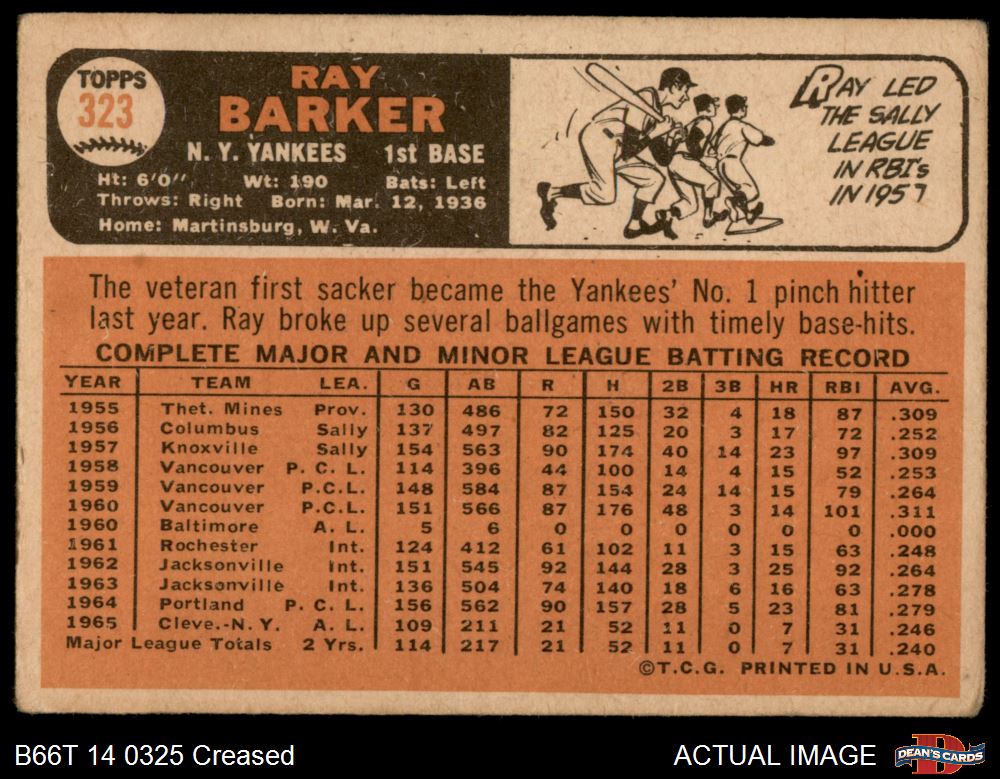 TOPPS
323
RAY
BARKER
N. Y. YANKEES 1st BASE
Ht: 6'0" Wt: 190 Bats: Left
Throws: Right Born: Mar. 12, 1936
Home: Martinsburg, W. Va.
RAY LED
THE SALLY
LEAGUE
IN RBI's
IN 1957
The veteran first sacker became the Yankees' No. 1 pinch hitter
last year. Ray broke up several ballgames with timely base-hits.
COMPLETE MAJOR AND MINOR LEAGUE BATTING RECORD
YEAR TEAM LEA. G AB R H 2B 3B HR RBI AVG.
1955 Thet. Mines Prov. 130 486 72 150 32 4 18 87 .309
1956 Columbus Sally 137 497 82 125 20 3 17 72 .252
1957 Knoxville Sally 154 563 90 174 40 14 23 97 .309
1958 Vancouver P. C. L. 114 396 44 100 14 4 15 52 .253
1959 Vancouver P.C.L. 148 584 87 154 24 14 15 79 .264
1960 Vancouver P.C.L. 151 566 87 176 48 3 14 101 .311
1960 Baltimore A. L. 5 6 0 0 0 0 0 0 .000
1961 Rochester Int. 124 412 61 102 11 3 15 63 .248
1962 Jacksonville Int. 151 545 92 144 28 3 25 92 .264
1963 Jacksonville Int. 136 504 74 140 18 6 16 63 .278
1964 Portland P. C. L. 156 562 90 157 28 5 23 81 .279
1965 Cleve.-N. Y. A. L. 109 211 21 52 11 0 7 31 .246
Major League Totals 2 Yrs. 114 217 21 52 11 0 7 31 .240
©T.C.G. PRINTED IN U.S.A.
B66T 14 0325 Creased
ACTUAL IMAGE
DEAN'S CARDS